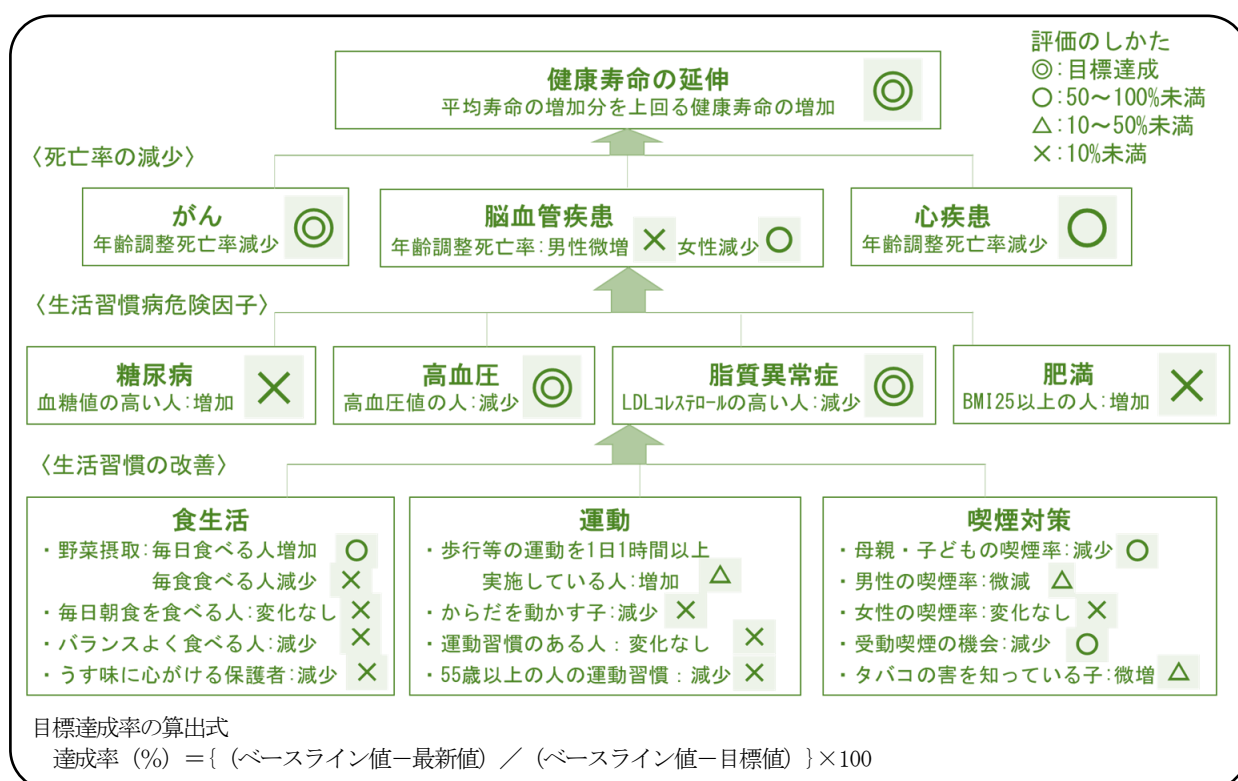 評価のしかた
◎:目標達成
○:50～100%未満
△:10～50%未満
×:10%未満
健康寿命の延伸
平均寿命の増加分を上回る健康寿命の増加 ◎
〈死亡率の減少〉
がん
年齢調整死亡率減少 ◎
脳血管疾患
年齢調整死亡率:男性微増 × 女性減少 ○
心疾患
年齢調整死亡率減少 ○
〈生活習慣病危険因子〉
糖尿病
血糖値の高い人:増加 ×
高血圧
高血圧値の人:減少 ◎
脂質異常症
LDLコレステロールの高い人:減少 ◎
肥満
BMI25以上の人:増加 ×
〈生活習慣の改善〉
食生活
・野菜摂取:毎日食べる人増加 ○
毎食食べる人減少 ×
・毎日朝食を食べる人:変化なし ×
・バランスよく食べる人:減少 ×
・うす味に心がける保護者:減少 ×
運動
・歩行等の運動を1日1時間以上
実施している人:増加 △
・からだを動かす子:減少 ×
・運動習慣のある人：変化なし ×
・55歳以上の人の運動習慣：減少 ×
喫煙対策
・母親・子どもの喫煙率:減少 ○
・男性の喫煙率:微減 △
・女性の喫煙率:変化なし ×
・受動喫煙の機会:減少 ○
・タバコの害を知っている子:微増 △
目標達成率の算出式
達成率（%）＝{（ベースライン値－最新値）／（ベースライン値－目標値）}×100